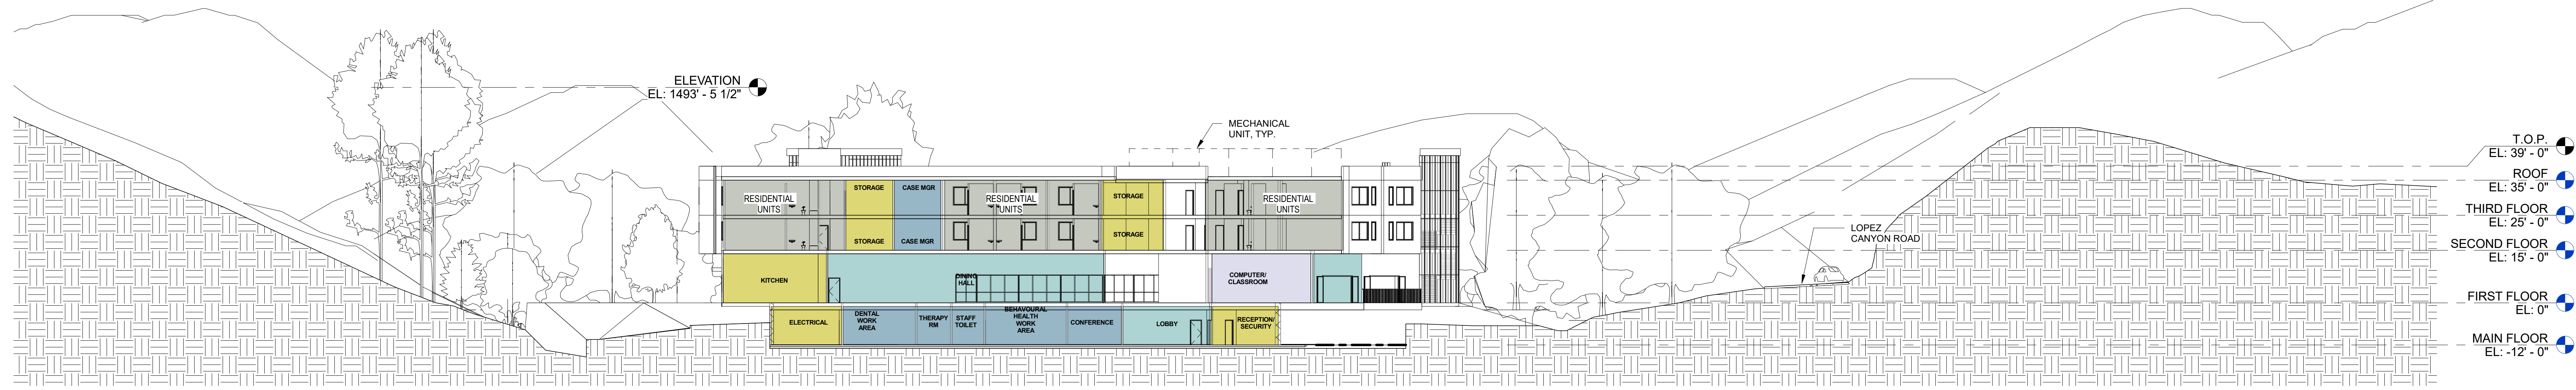 ELEVATION
EL: 1493' - 5 1/2"
MECHANICAL
UNIT, TYP.
T.O.P.
EL: 39' - 0"
ROOF
EL: 35' - 0"
THIRD FLOOR
EL: 25' - 0"
SECOND FLOOR
EL: 15' - 0"
FIRST FLOOR
EL: 0"
MAIN FLOOR
EL: -12' - 0"
LOPEZ
CANYON ROAD
RESIDENTIAL
UNITS
STORAGE
CASE MGR
RESIDENTIAL
UNITS
STORAGE
RESIDENTIAL
UNITS
STORAGE
CASE MGR
STORAGE
KITCHEN
DINING
HALL
COMPUTER/
CLASSROOM
ELECTRICAL
DENTAL
WORK
AREA
THERAPY
RM
STAFF
TOILET
BEHAVOURAL
HEALTH
WORK
AREA
CONFERENCE
LOBBY
RECEPTION/
SECURITY